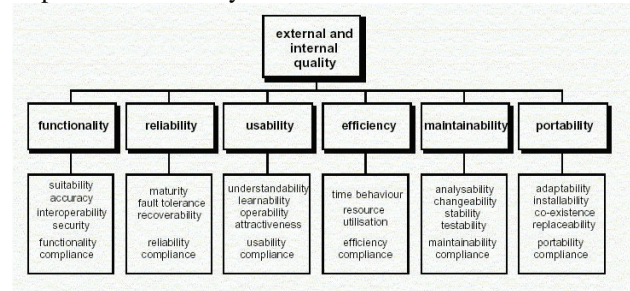 external and
internal
quality
functionality
reliability
usability
efficiency
maintainability
portability
suitability
accuracy
interoperability
security
functionality
compliance
maturity
fault tolerance
recoverability
reliability
compliance
understandability
learnability
operability
attractiveness
usability
compliance
time behaviour
resource
utilisation
efficiency
compliance
analysability
changeability
stability
testability
maintainability
compliance
adaptability
installability
co-existence
replaceability
portability
compliance